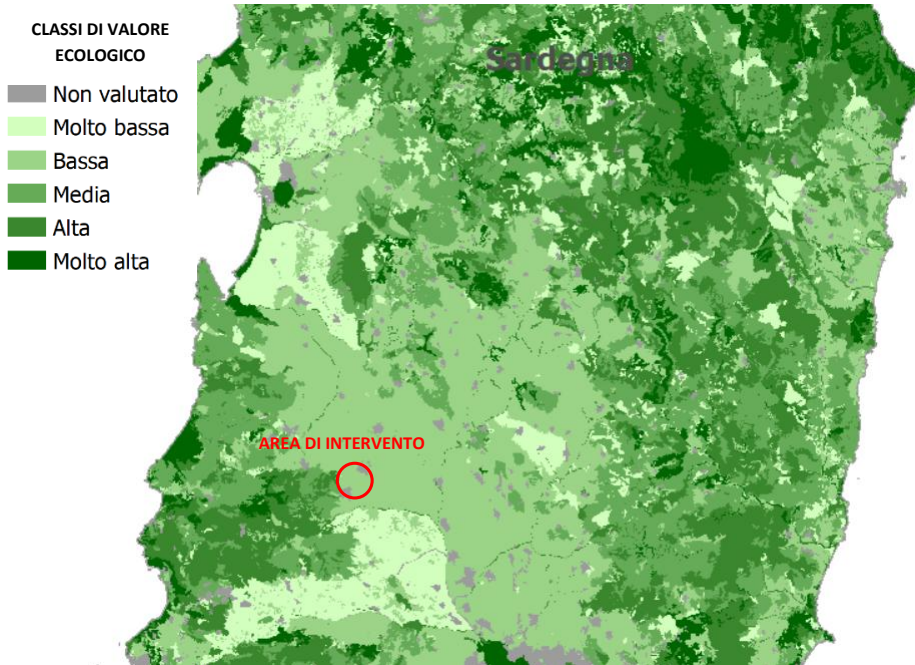 CLASSI DI VALORE
ECOLOGICO
Non valutato
Molto bassa
Bassa
Media
Alta
Molto alta
Sardegna
AREA DI INTERVENTO